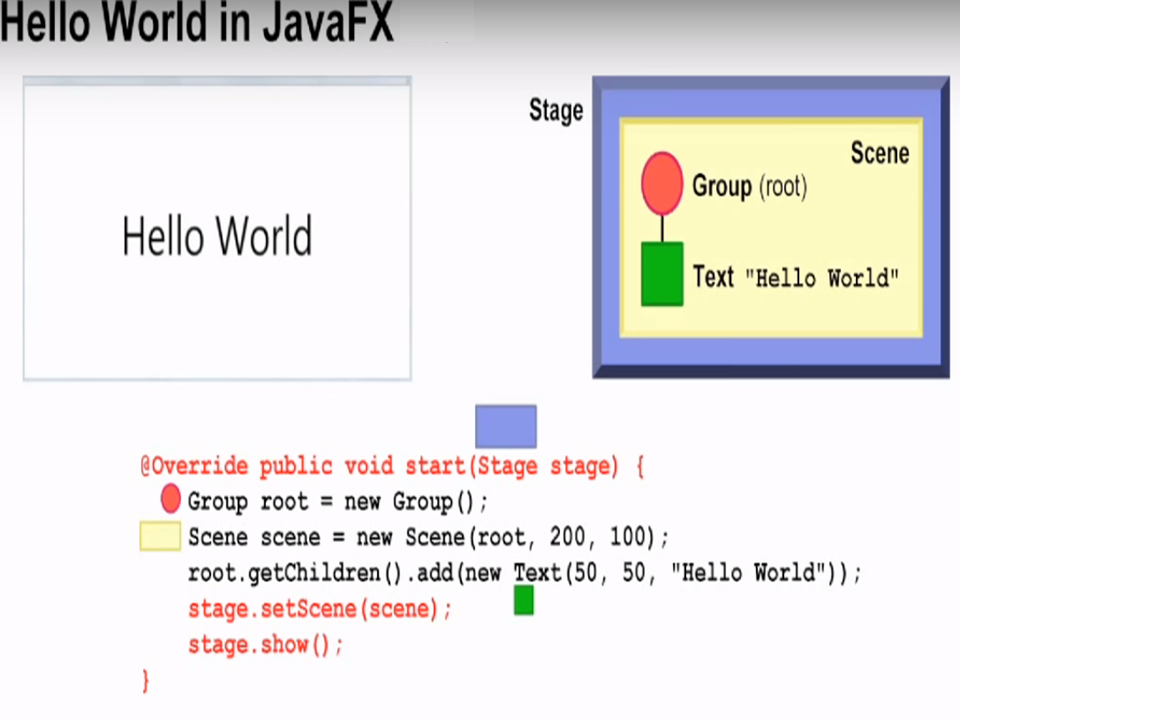 Hello World in JavaFX
Stage
Scene
Group (root)
Hello World
Text "Hello World"
@Override public void start(Stage stage) {
Group root = new Group();
Scene scene = new Scene(root, 200, 100);
root.getChildren().add(new Text(50, 50, "Hello World"));
stage.setScene(scene);
stage.show();
}